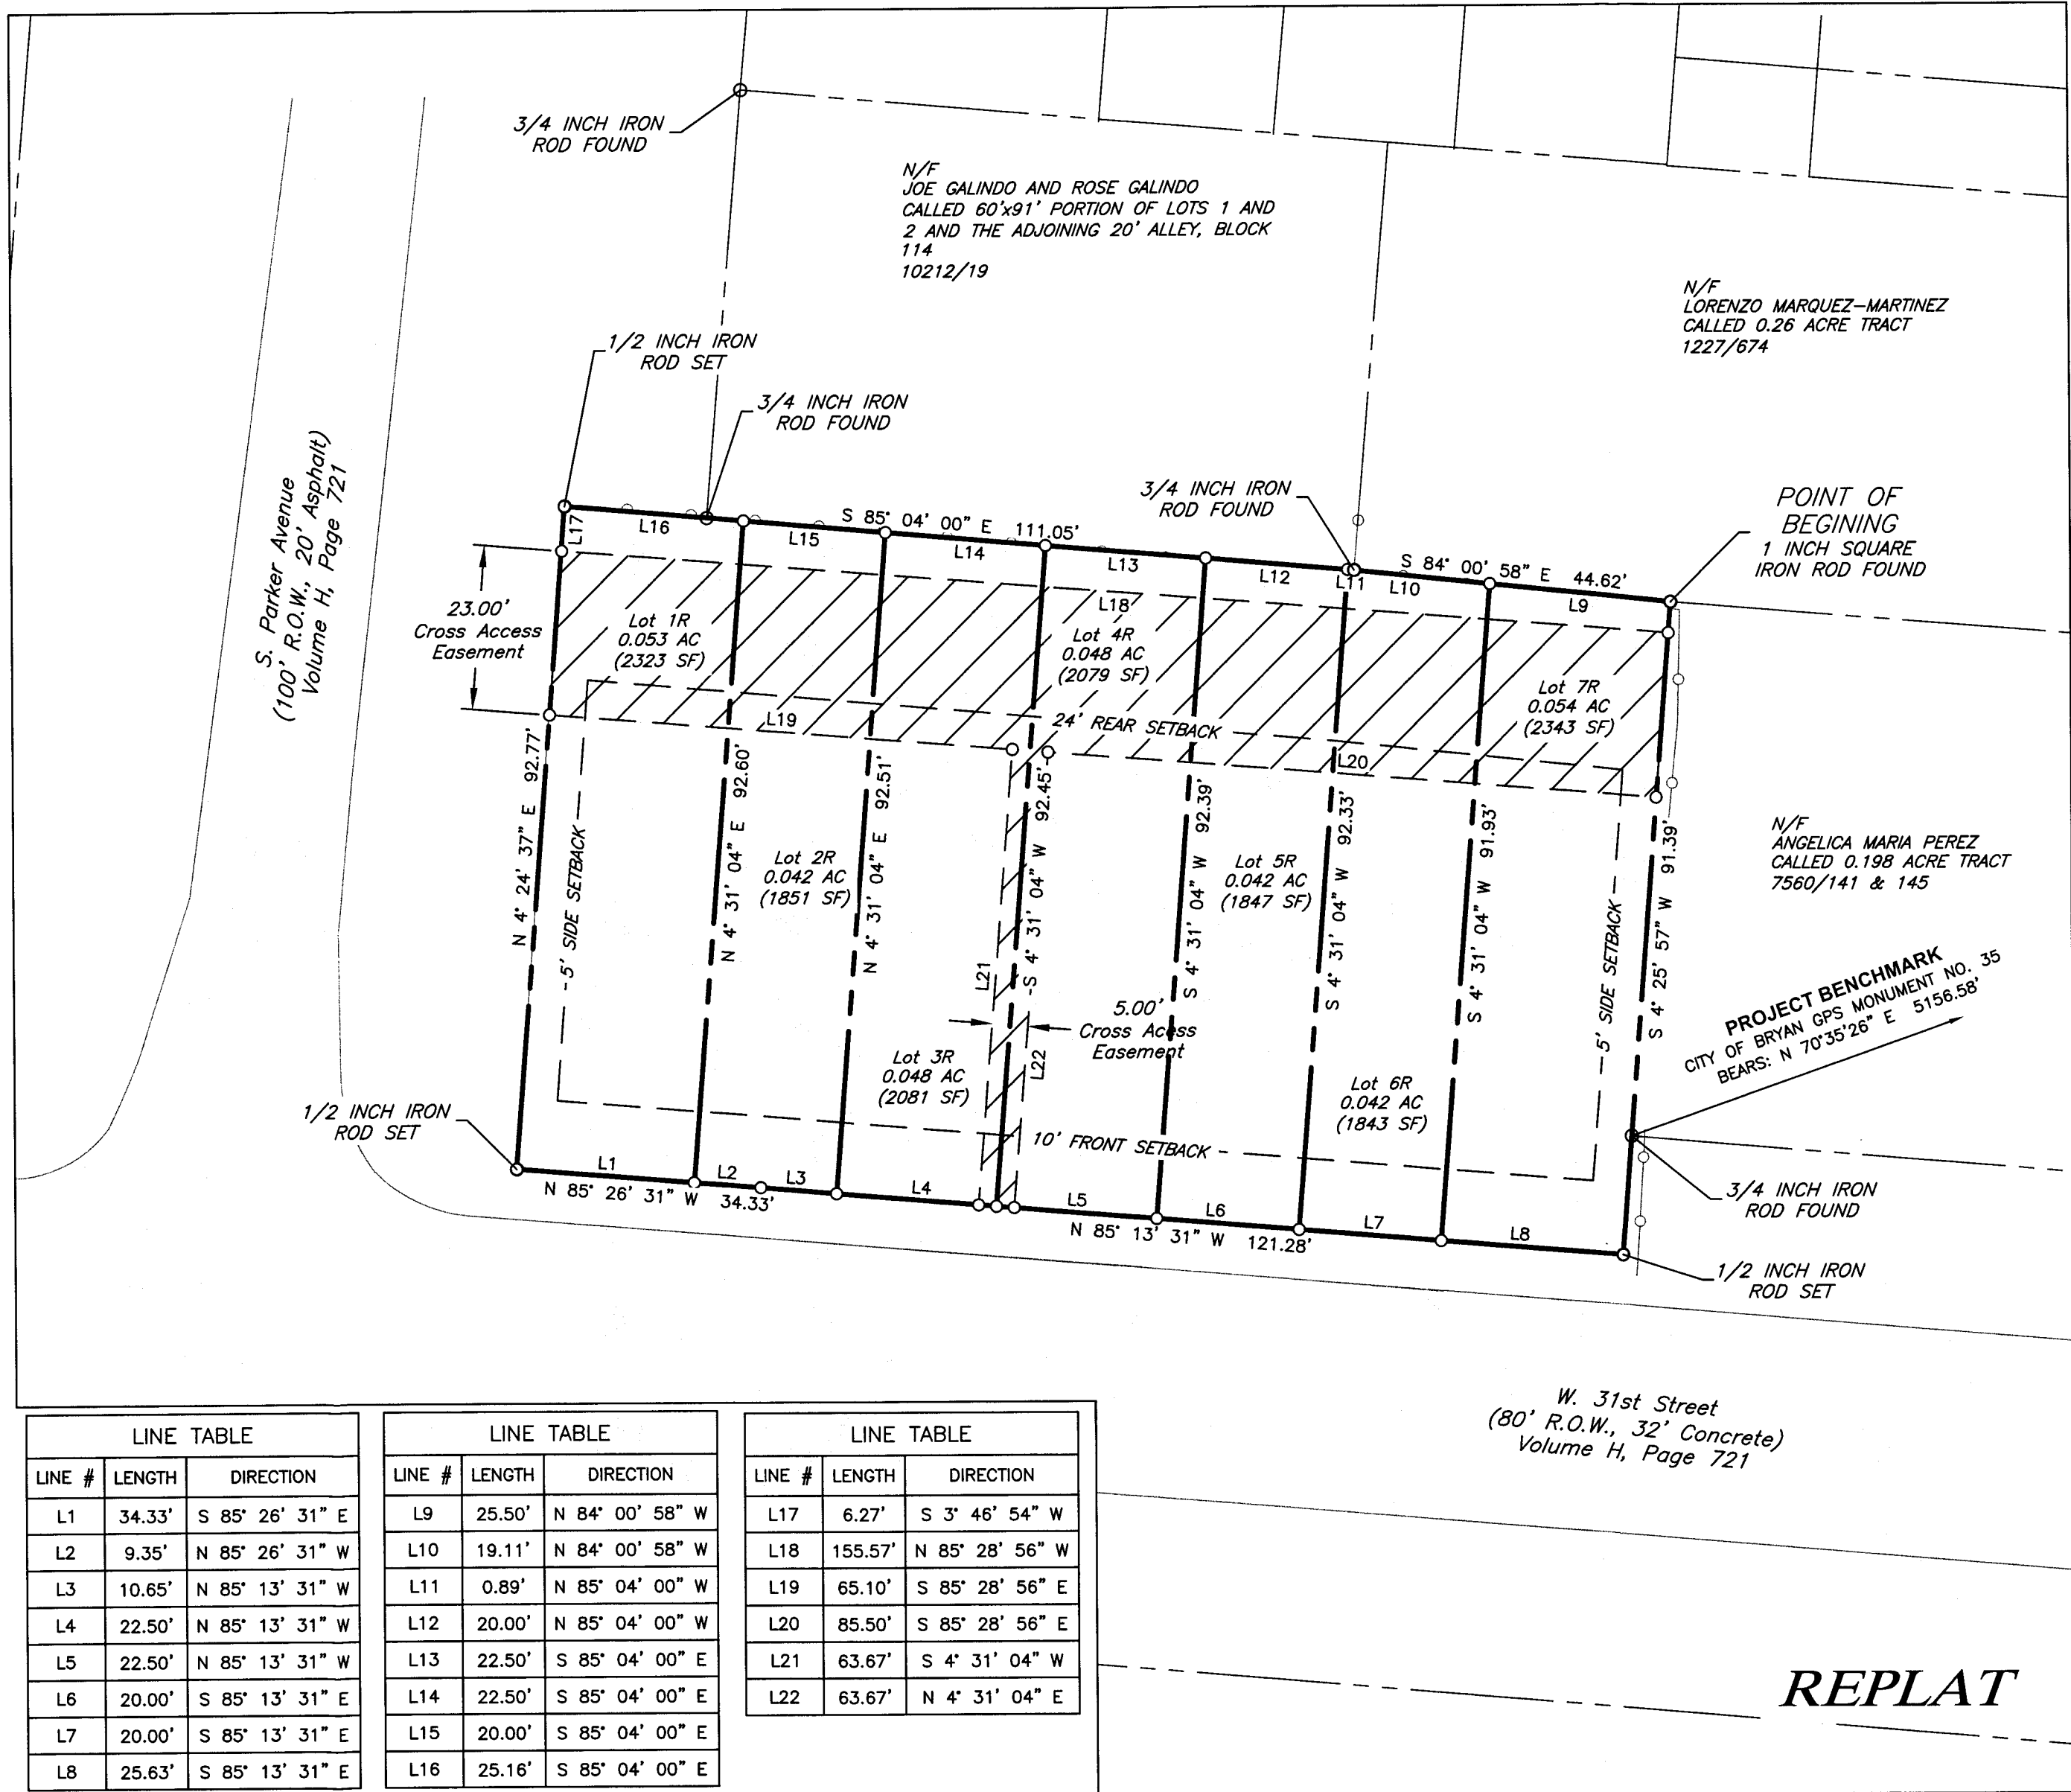 3/4 INCH IRON
ROD FOUND
N/F
JOE GALINDO AND ROSE GALINDO
CALLED 60'x91' PORTION OF LOTS 1 AND
2 AND THE ADJOINING 20' ALLEY, BLOCK
114
10212/19
N/F
LORENZO MARQUEZ-MARTINEZ
CALLED 0.26 ACRE TRACT
1227/674
1/2 INCH IRON
ROD SET
3/4 INCH IRON
ROD FOUND
S. Parker Avenue
(100' R.O.W., 20' Asphalt)
Volume H, Page 721
3/4 INCH IRON
ROD FOUND
POINT OF
BEGINING
1 INCH SQUARE
IRON ROD FOUND
L17
L16
L15
S 85° 04' 00" E 111.05'
L14
L13
L12
L11
L10
S 84° 00' 58" E 44.62'
L9
23.00'
Cross Access
Easement
Lot 1R
0.053 AC
(2323 SF)
L18
Lot 4R
0.048 AC
(2079 SF)
Lot 7R
0.054 AC
(2343 SF)
L19
24' REAR SETBACK
L20
N 4° 24' 37" E 92.77'
5' SIDE SETBACK
N 4° 31' 04" E 92.60'
N 4° 31' 04" E 92.51'
S 4° 31' 04" W 92.45'
S 4° 31' 04" W 92.39'
S 4° 31' 04" W 92.33'
S 4° 31' 04" W 91.93'
5' SIDE SETBACK
S 4° 25' 57" W 91.39'
Lot 2R
0.042 AC
(1851 SF)
Lot 5R
0.042 AC
(1847 SF)
N/F
ANGELICA MARIA PEREZ
CALLED 0.198 ACRE TRACT
7560/141 & 145
PROJECT BENCHMARK
CITY OF BRYAN GPS MONUMENT NO. 35
BEARS: N 70°35'26" E 5156.58'
L21
L22
5.00'
Cross Acess
Easement
Lot 3R
0.048 AC
(2081 SF)
Lot 6R
0.042 AC
(1843 SF)
1/2 INCH IRON
ROD SET
10' FRONT SETBACK
L1
L2
L3
L4
L5
L6
L7
L8
N 85° 26' 31" W 34.33'
N 85° 13' 31" W 121.28'
3/4 INCH IRON
ROD FOUND
1/2 INCH IRON
ROD SET
W. 31st Street
(80' R.O.W., 32' Concrete)
Volume H, Page 721
LINE TABLE
LINE # LENGTH DIRECTION
L1 34.33' S 85° 26' 31" E
L2 9.35' N 85° 26' 31" W
L3 10.65' N 85° 13' 31" W
L4 22.50' N 85° 13' 31" W
L5 22.50' N 85° 13' 31" W
L6 20.00' S 85° 13' 31" E
L7 20.00' S 85° 13' 31" E
L8 25.63' S 85° 13' 31" E
LINE TABLE
LINE # LENGTH DIRECTION
L9 25.50' N 84° 00' 58" W
L10 19.11' N 84° 00' 58" W
L11 0.89' N 85° 04' 00" W
L12 20.00' N 85° 04' 00" W
L13 22.50' S 85° 04' 00" E
L14 22.50' S 85° 04' 00" E
L15 20.00' S 85° 04' 00" E
L16 25.16' S 85° 04' 00" E
LINE TABLE
LINE # LENGTH DIRECTION
L17 6.27' S 3° 46' 54" W
L18 155.57' N 85° 28' 56" W
L19 65.10' S 85° 28' 56" E
L20 85.50' S 85° 28' 56" E
L21 63.67' S 4° 31' 04" W
L22 63.67' N 4° 31' 04" E
REPLAT